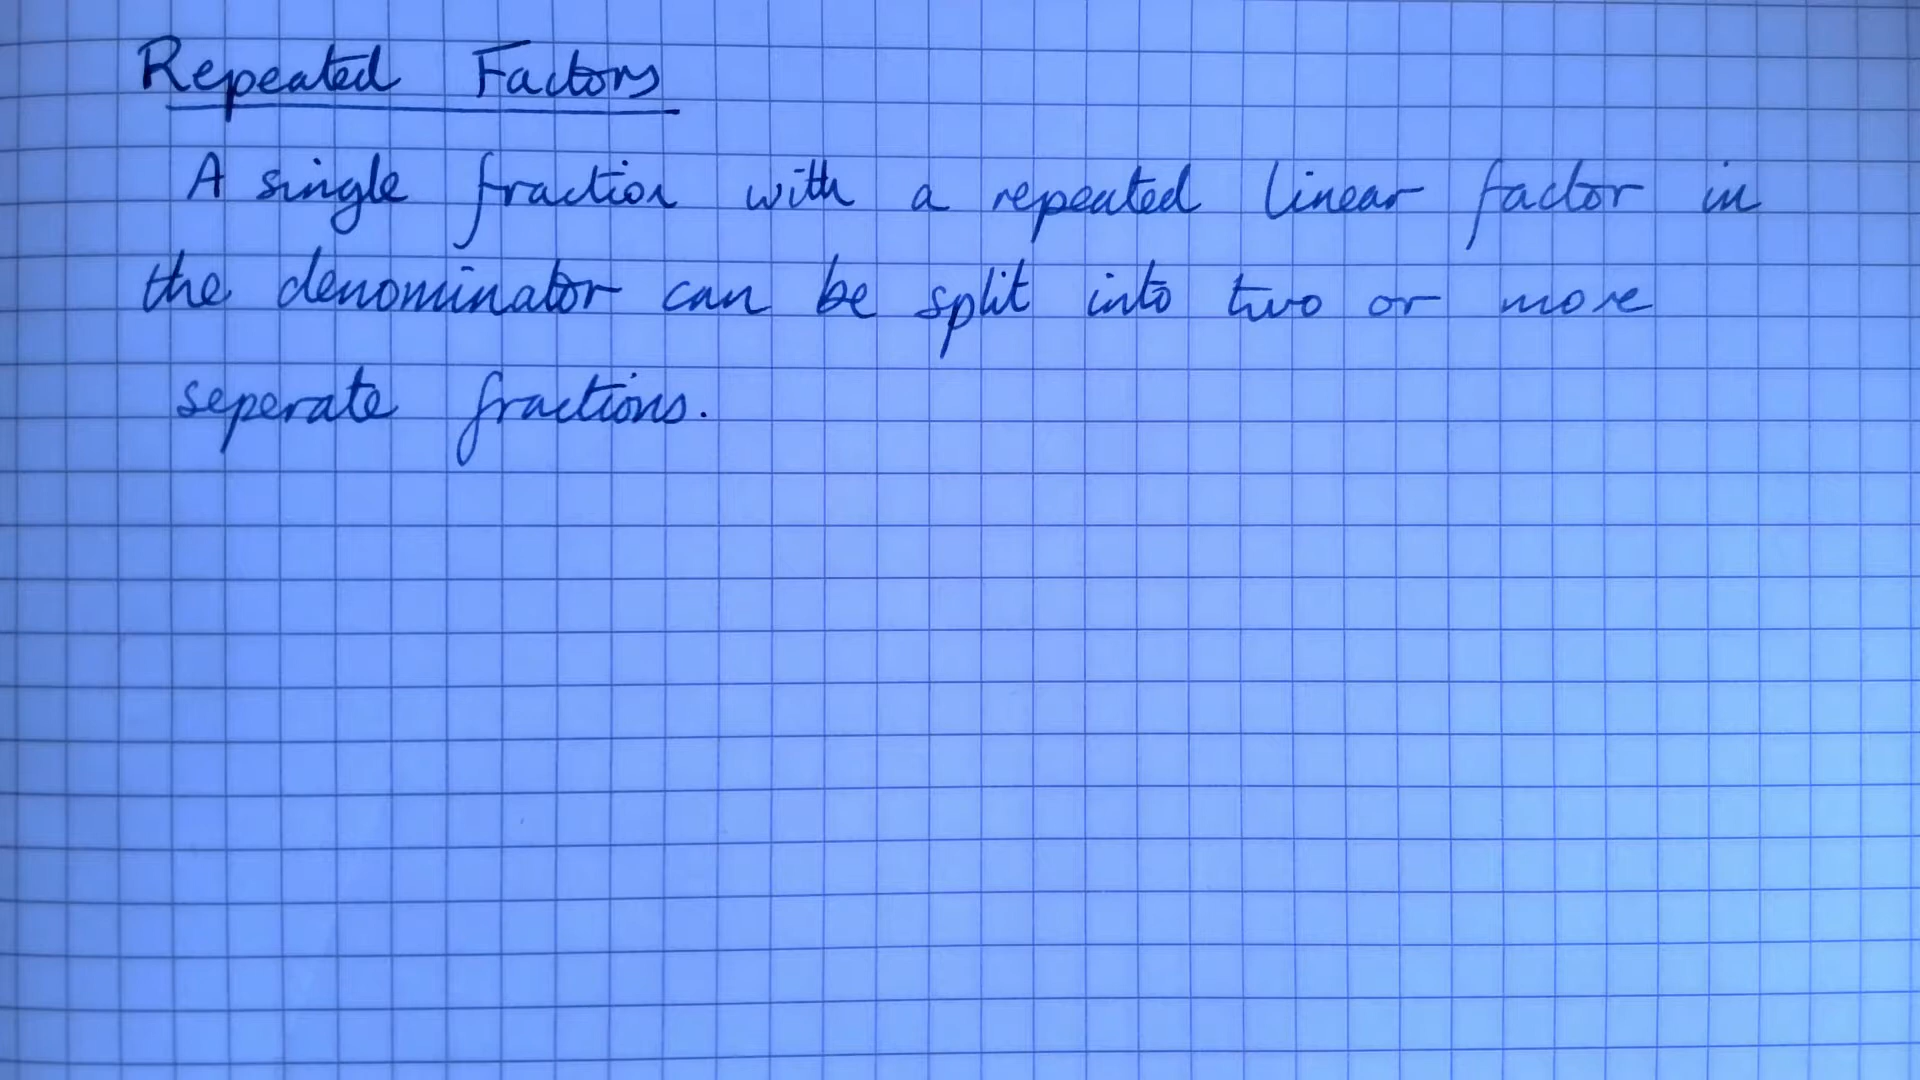 Repeated Factors
A single fraction with a repeated linear factor in
the denominator can be split into two or more
seperate fractions.